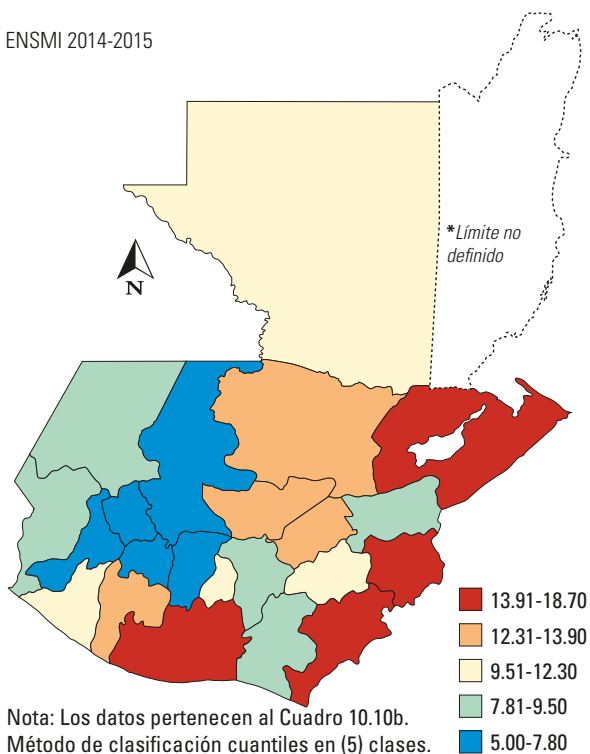 ENSMI 2014-2015
*Límite no
definido
N
13.91-18.70
12.31-13.90
9.51-12.30
7.81-9.50
5.00-7.80
Nota: Los datos pertenecen al Cuadro 10.10b.
Método de clasificación cuantiles en (5) clases.